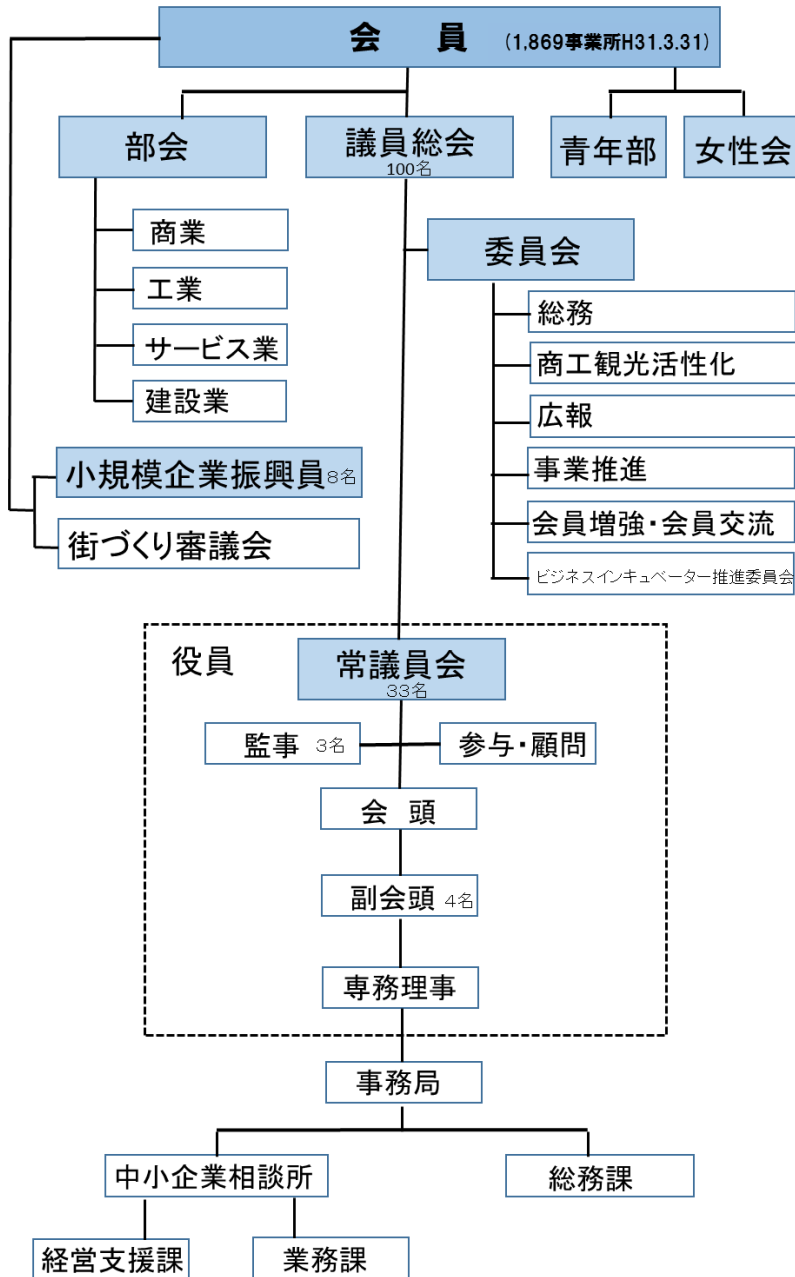 会 員 (1,869事業所H31.3.31)
部会
議員総会
100名
青年部
女性会
商業
工業
サービス業
建設業
委員会
総務
商工観光活性化
広報
事業推進
会員増強・会員交流
ビジネスインキュベーター推進委員会
小規模企業振興員 8名
街づくり審議会
役員
常議員会
33名
監事 3名
参与・顧問
会 頭
副会頭 4名
専務理事
事務局
中小企業相談所
総務課
経営支援課
業務課